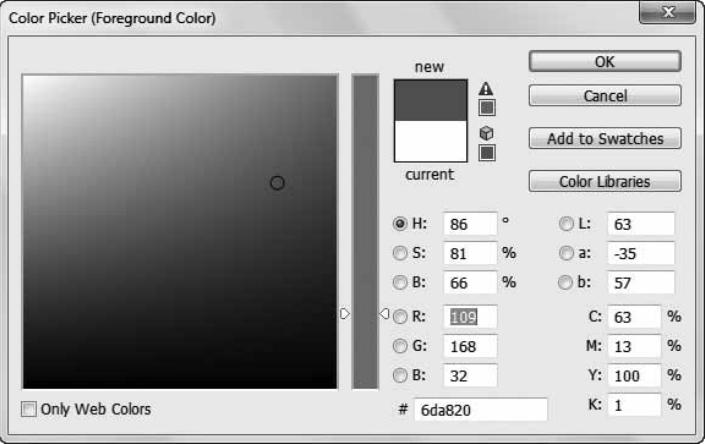 Color Picker (Foreground Color)
new
current
OK
Cancel
Add to Swatches
Color Libraries
H: 86 °
S: 81 %
B: 66 %
R: 109
G: 168
B: 32
# 6da820
L: 63
a: -35
b: 57
C: 63 %
M: 13 %
Y: 100 %
K: 1 %
Only Web Colors